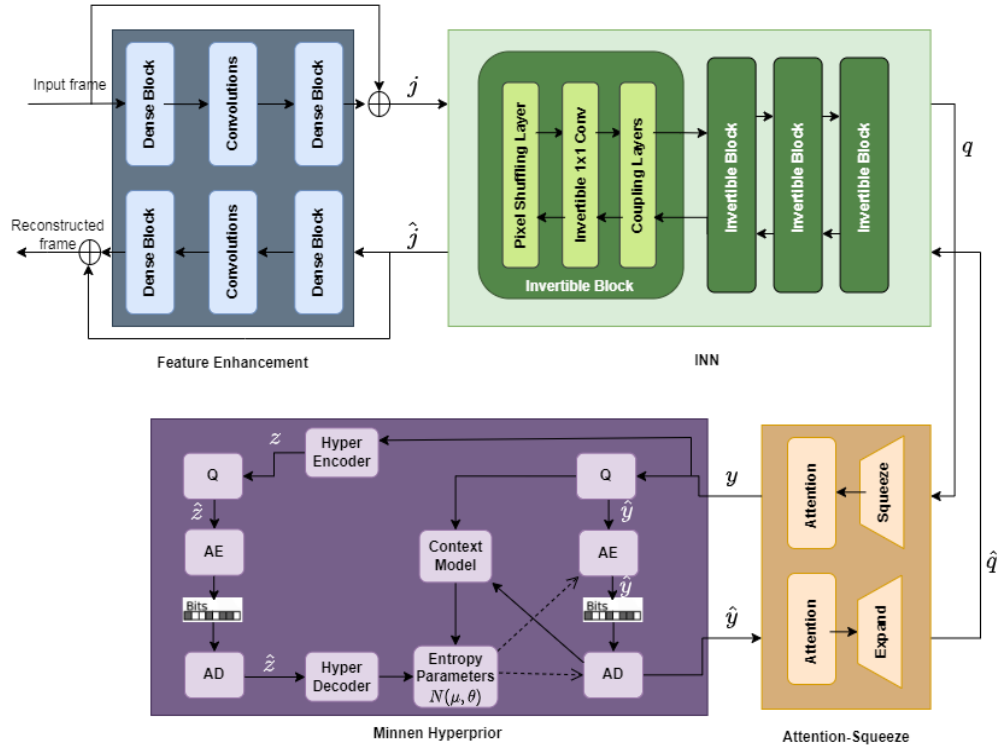 Input frame
Dense Block
Convolutions
Dense Block
j
Pixel Shuffling Layer
Invertible 1x1 Conv
Coupling Layers
Invertible Block
Invertible Block
Invertible Block
Invertible Block
q
Reconstructed
frame
Dense Block
Convolutions
Dense Block
ĵ
Feature Enhancement
INN
z
Hyper
Encoder
Q
ẑ
AE
Bits
AD
ẑ
Hyper
Decoder
Context
Model
Entropy
Parameters
N(μ, θ)
Q
ŷ
AE
ŷ
Bits
AD
y
ŷ
Attention
Squeeze
Attention
Expand
q̂
Minnen Hyperprior
Attention-Squeeze